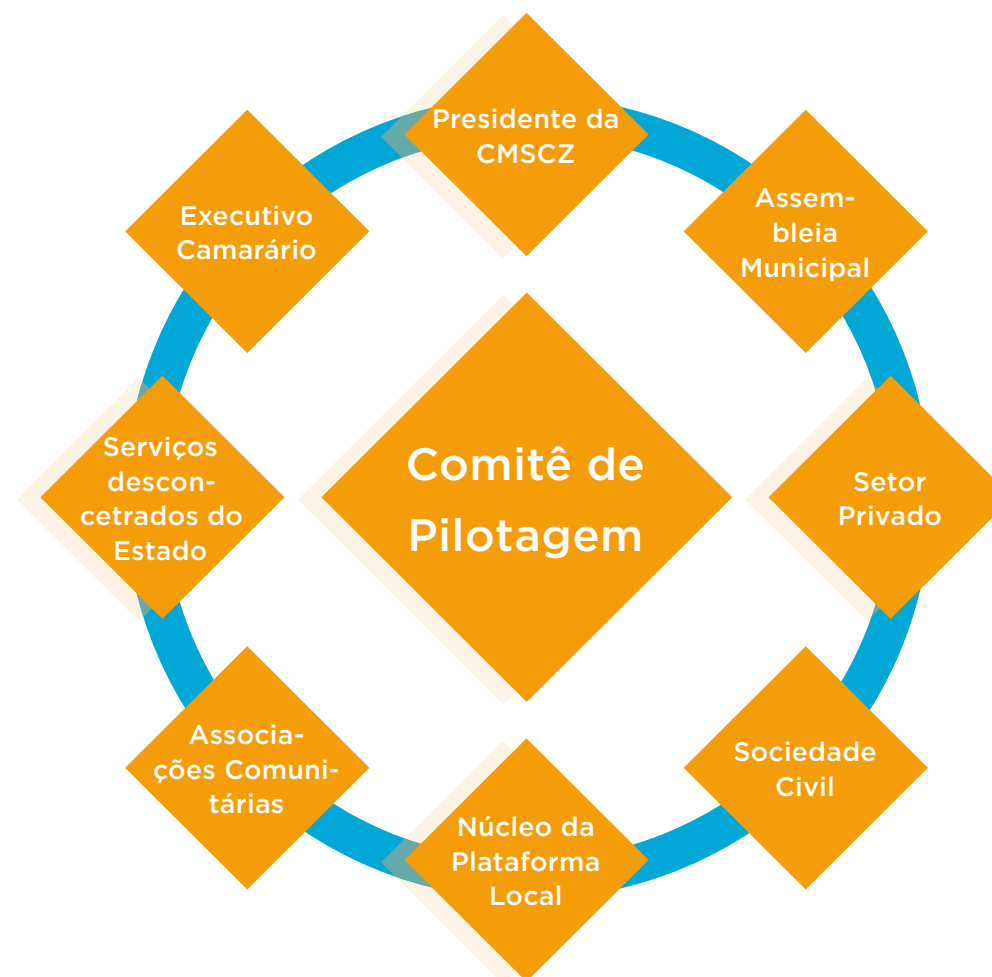 Presidente da
CMSCZ
Assem-
bleia
Municipal
Setor
Privado
Sociedade
Civil
Núcleo da
Plataforma
Local
Associa-
ções Comuni-
tárias
Serviços
descon-
cetrados do
Estado
Executivo
Camarário
Comitê de
Pilotagem